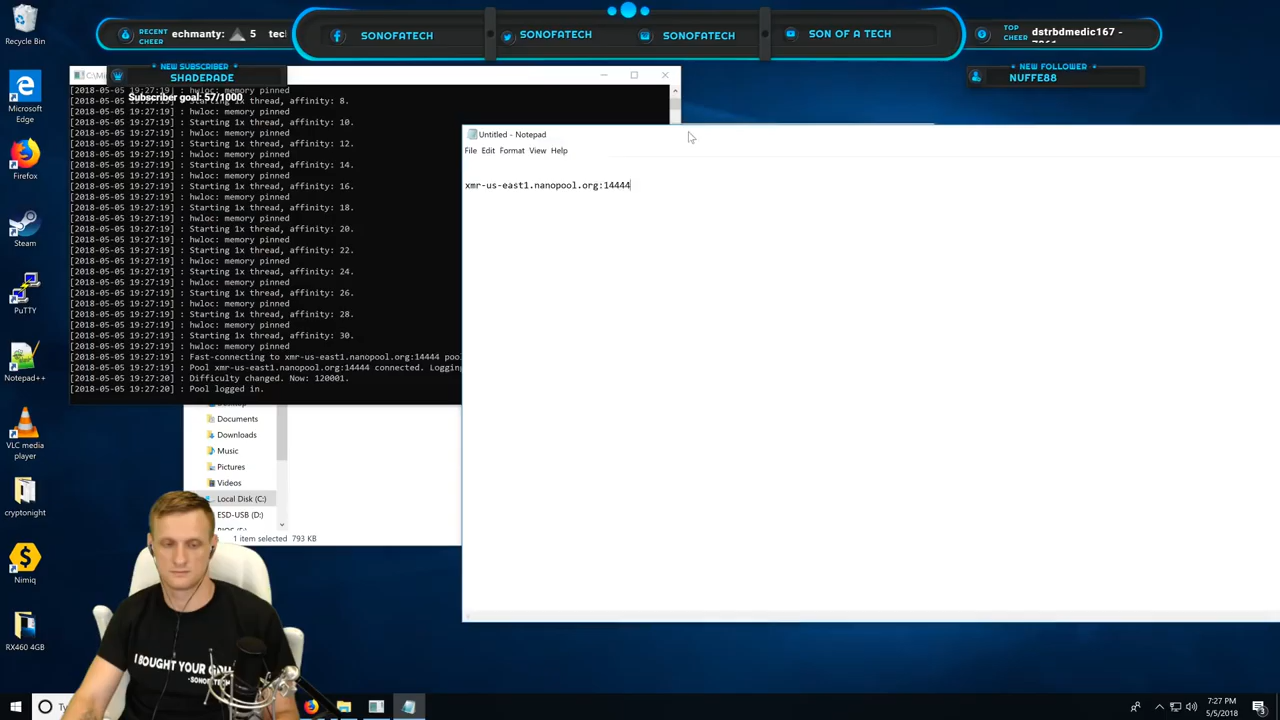 Recycle Bin
RECENT
CHEER
echmanty:
5
tech
SONOFATECH
SONOFATECH
SONOFATECH
SON OF A TECH
TOP
CHEER
dstrbdmedic167 -
NEW SUBSCRIBER
SHADERADE
Subscriber goal: 57/1000
NEW FOLLOWER
NUFFE88
[2018-05-05 19:27:19] : hwloc: memory pinned
[2018-05-05 19:27:19] : Starting 1x thread, affinity: 8.
[2018-05-05 19:27:19] : hwloc: memory pinned
[2018-05-05 19:27:19] : Starting 1x thread, affinity: 10.
[2018-05-05 19:27:19] : hwloc: memory pinned
[2018-05-05 19:27:19] : Starting 1x thread, affinity: 12.
[2018-05-05 19:27:19] : hwloc: memory pinned
[2018-05-05 19:27:19] : Starting 1x thread, affinity: 14.
[2018-05-05 19:27:19] : hwloc: memory pinned
[2018-05-05 19:27:19] : Starting 1x thread, affinity: 16.
[2018-05-05 19:27:19] : hwloc: memory pinned
[2018-05-05 19:27:19] : Starting 1x thread, affinity: 18.
[2018-05-05 19:27:19] : hwloc: memory pinned
[2018-05-05 19:27:19] : Starting 1x thread, affinity: 20.
[2018-05-05 19:27:19] : hwloc: memory pinned
[2018-05-05 19:27:19] : Starting 1x thread, affinity: 22.
[2018-05-05 19:27:19] : hwloc: memory pinned
[2018-05-05 19:27:19] : Starting 1x thread, affinity: 24.
[2018-05-05 19:27:19] : hwloc: memory pinned
[2018-05-05 19:27:19] : Starting 1x thread, affinity: 26.
[2018-05-05 19:27:19] : hwloc: memory pinned
[2018-05-05 19:27:19] : Starting 1x thread, affinity: 28.
[2018-05-05 19:27:19] : hwloc: memory pinned
[2018-05-05 19:27:19] : Starting 1x thread, affinity: 30.
[2018-05-05 19:27:19] : hwloc: memory pinned
[2018-05-05 19:27:19] : Fast-connecting to xmr-us-east1.nanopool.org:14444 pool
[2018-05-05 19:27:19] : Pool xmr-us-east1.nanopool.org:14444 connected. Logging
[2018-05-05 19:27:20] : Difficulty changed. Now: 120001.
[2018-05-05 19:27:20] : Pool logged in.
Untitled - Notepad
File Edit Format View Help
xmr-us-east1.nanopool.org:14444
Microsoft
Edge
Firefox
Steam
PuTTY
Notepad++
VLC media
player
cryptonight
Nimiq
RX460 4GB
Documents
Downloads
Music
Pictures
Videos
Local Disk (C:)
ESD-USB (D:)
1 item selected 793 KB
I BOUGHT YOUR
-SONOFATECH
7:27 PM
5/5/2018